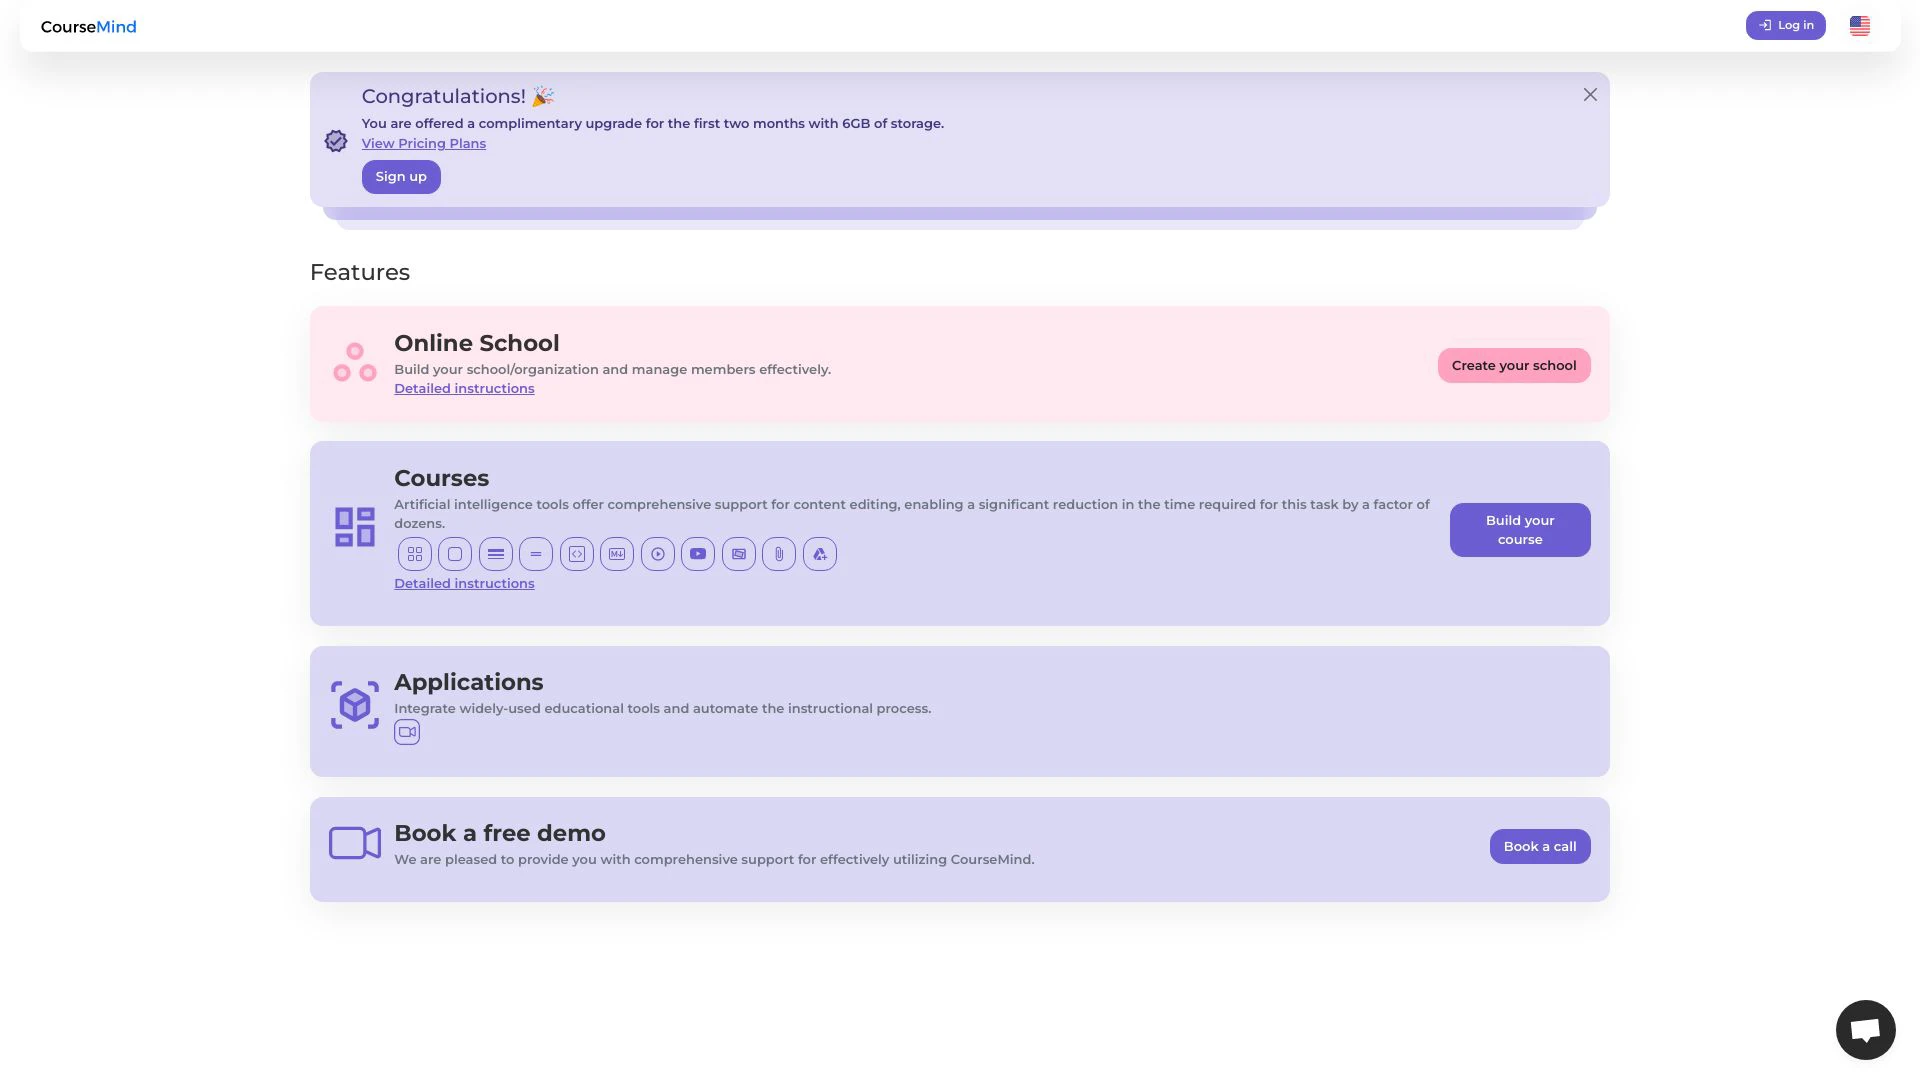 CourseMind
Log in
Congratulations! 🎉
You are offered a complimentary upgrade for the first two months with 6GB of storage.
View Pricing Plans
Sign up
Features
Online School
Build your school/organization and manage members effectively.
Detailed instructions
Create your school
Courses
Artificial intelligence tools offer comprehensive support for content editing, enabling a significant reduction in the time required for this task by a factor of
dozens.
Detailed instructions
Build your
course
Applications
Integrate widely-used educational tools and automate the instructional process.
Book a free demo
We are pleased to provide you with comprehensive support for effectively utilizing CourseMind.
Book a call